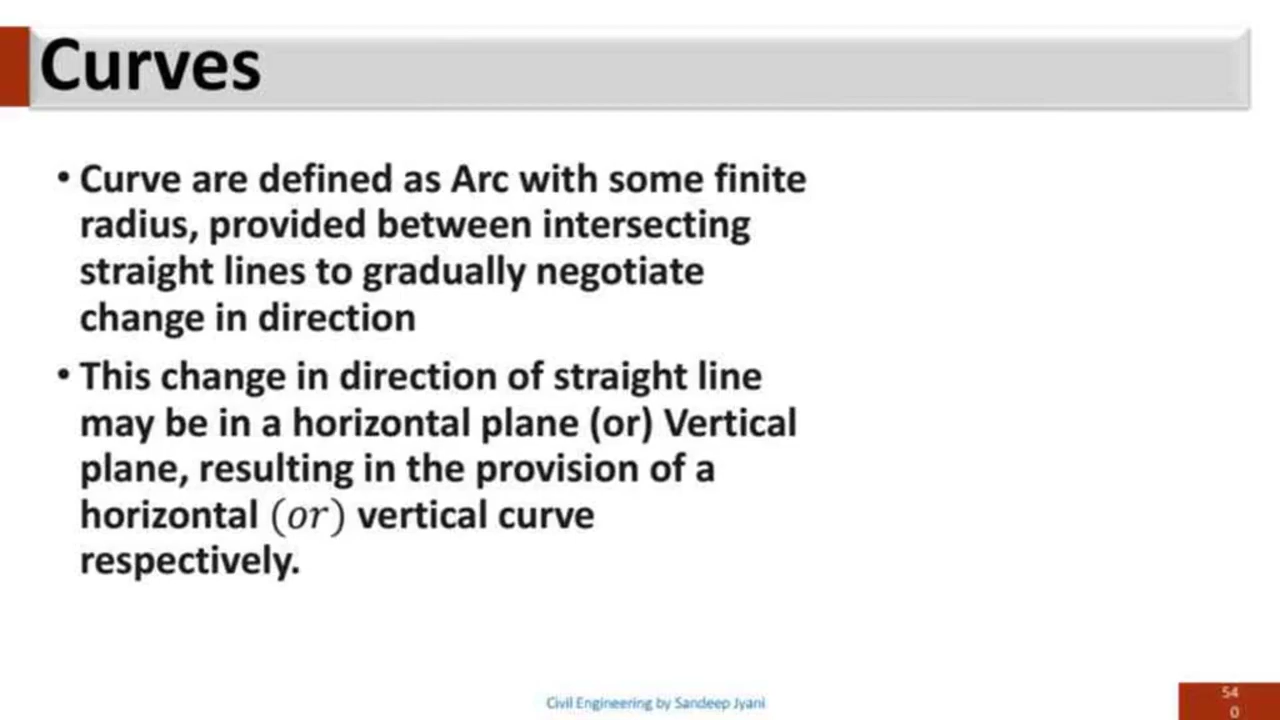 Curves
• Curve are defined as Arc with some finite
radius, provided between intersecting
straight lines to gradually negotiate
change in direction
• This change in direction of straight line
may be in a horizontal plane (or) Vertical
plane, resulting in the provision of a
horizontal (or) vertical curve
respectively.
Civil Engineering by Sandeep Jyani
54
0